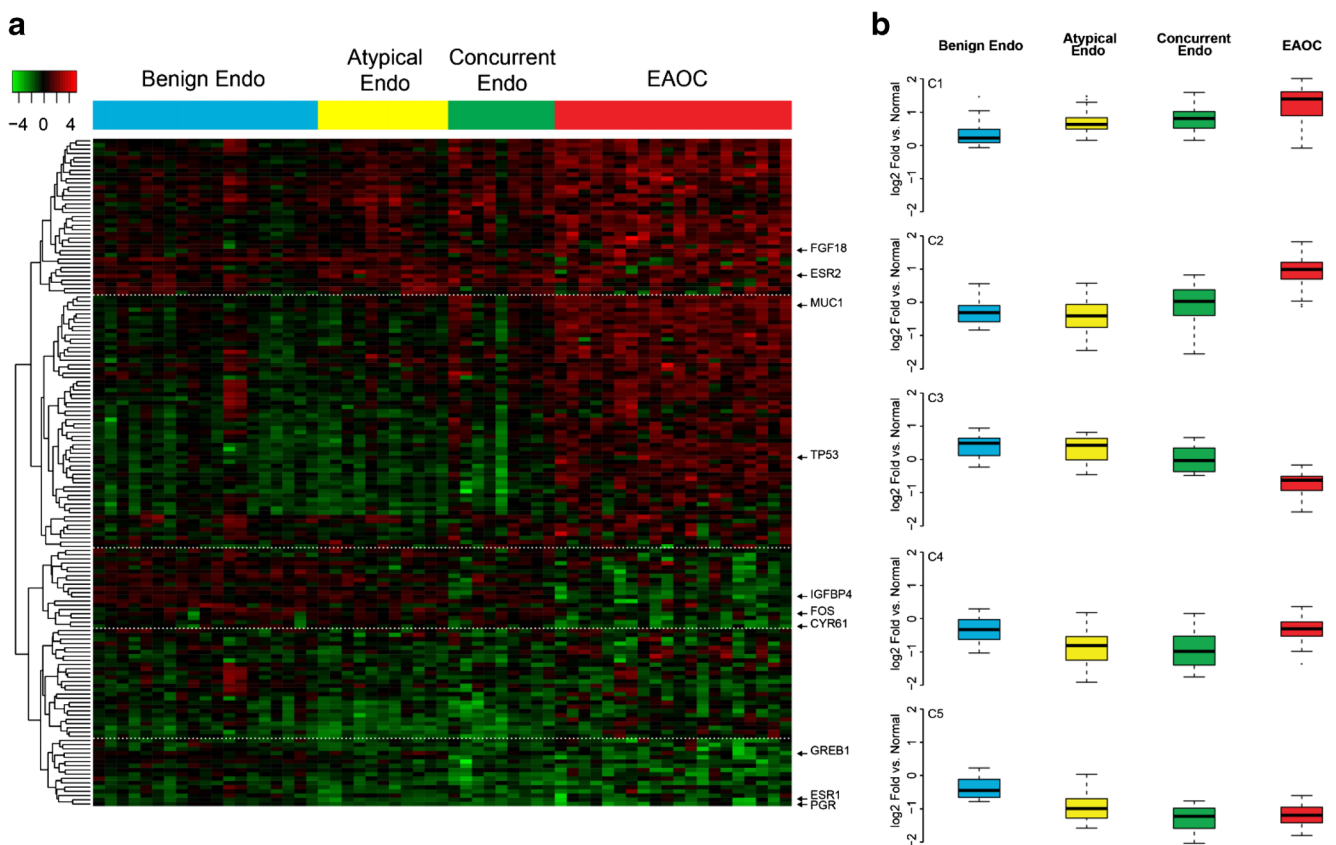 a
−4 0 4
Benign Endo
Atypical
Endo
Concurrent
Endo
EAOC
FGF18
ESR2
MUC1
TP53
IGFBP4
FOS
CYR61
GREB1
ESR1
PGR
b
Benign Endo
Atypical
Endo
Concurrent
Endo
EAOC
C1
log2 Fold vs. Normal
2
1
0
−1
−2
C2
log2 Fold vs. Normal
2
1
0
−1
−2
C3
log2 Fold vs. Normal
2
1
0
−1
−2
C4
log2 Fold vs. Normal
2
1
0
−1
−2
C5
log2 Fold vs. Normal
2
1
0
−1
−2